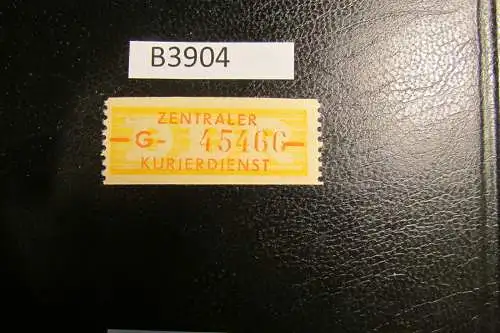 B3904
ZENTRALER
-G- 45466
KURIERDIENST